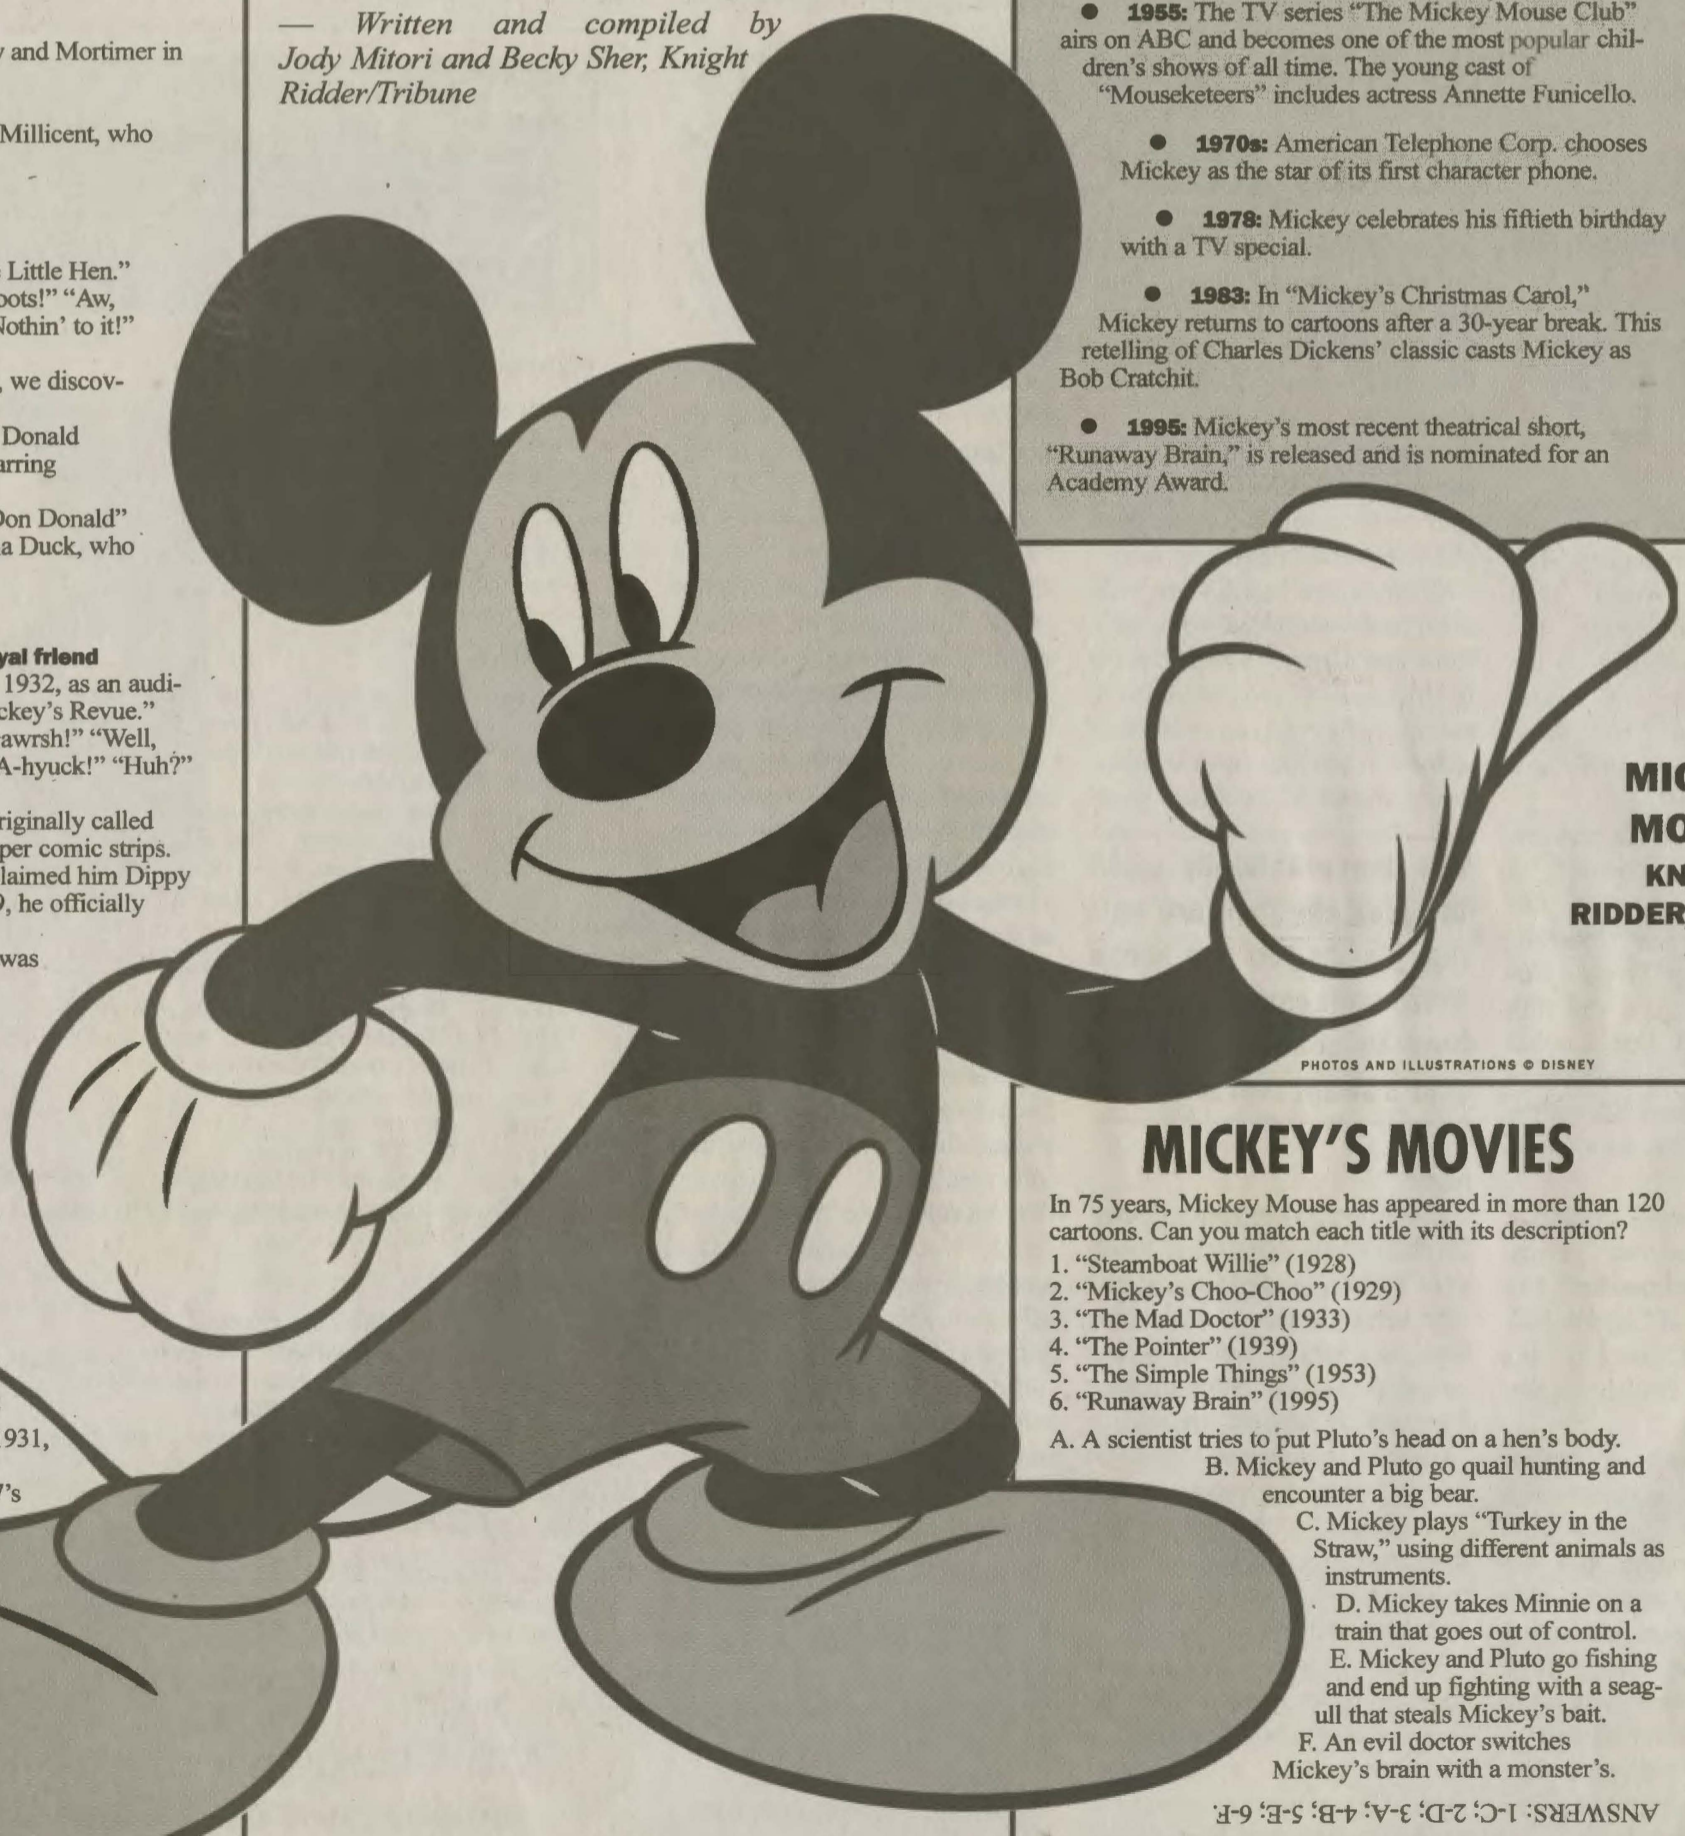 y and Mortimer in
Millicent, who
Little Hen.”
oots!” “Aw,
Nothin’ to it!”
, we discov-
Donald
arring
Don Donald”
a Duck, who
yal friend
1932, as an audi-
ckey’s Revue.”
awrsh!” “Well,
A-hyuck!” “Huh?”
riginally called
per comic strips.
laimed him Dippy
9, he officially
was
1931,
’s
— Written and compiled by
Jody Mitori and Becky Sher, Knight
Ridder/Tribune
● 1955: The TV series “The Mickey Mouse Club”
airs on ABC and becomes one of the most popular chil-
dren’s shows of all time. The young cast of
“Mouseketeers” includes actress Annette Funicello.
● 1970s: American Telephone Corp. chooses
Mickey as the star of its first character phone.
● 1978: Mickey celebrates his fiftieth birthday
with a TV special.
● 1983: In “Mickey’s Christmas Carol,”
Mickey returns to cartoons after a 30-year break. This
retelling of Charles Dickens’ classic casts Mickey as
Bob Cratchit.
● 1995: Mickey’s most recent theatrical short,
“Runaway Brain,” is released and is nominated for an
Academy Award.
MIC
MO
KN
RIDDER
PHOTOS AND ILLUSTRATIONS © DISNEY
MICKEY’S MOVIES
In 75 years, Mickey Mouse has appeared in more than 120
cartoons. Can you match each title with its description?
1. “Steamboat Willie” (1928)
2. “Mickey’s Choo-Choo” (1929)
3. “The Mad Doctor” (1933)
4. “The Pointer” (1939)
5. “The Simple Things” (1953)
6. “Runaway Brain” (1995)
A. A scientist tries to put Pluto’s head on a hen’s body.
B. Mickey and Pluto go quail hunting and
encounter a big bear.
C. Mickey plays “Turkey in the
Straw,” using different animals as
instruments.
D. Mickey takes Minnie on a
train that goes out of control.
E. Mickey and Pluto go fishing
and end up fighting with a seag-
ull that steals Mickey’s bait.
F. An evil doctor switches
Mickey’s brain with a monster’s.
ANSWERS: 1-C; 2-D; 3-A; 4-B; 5-E; 6-F.